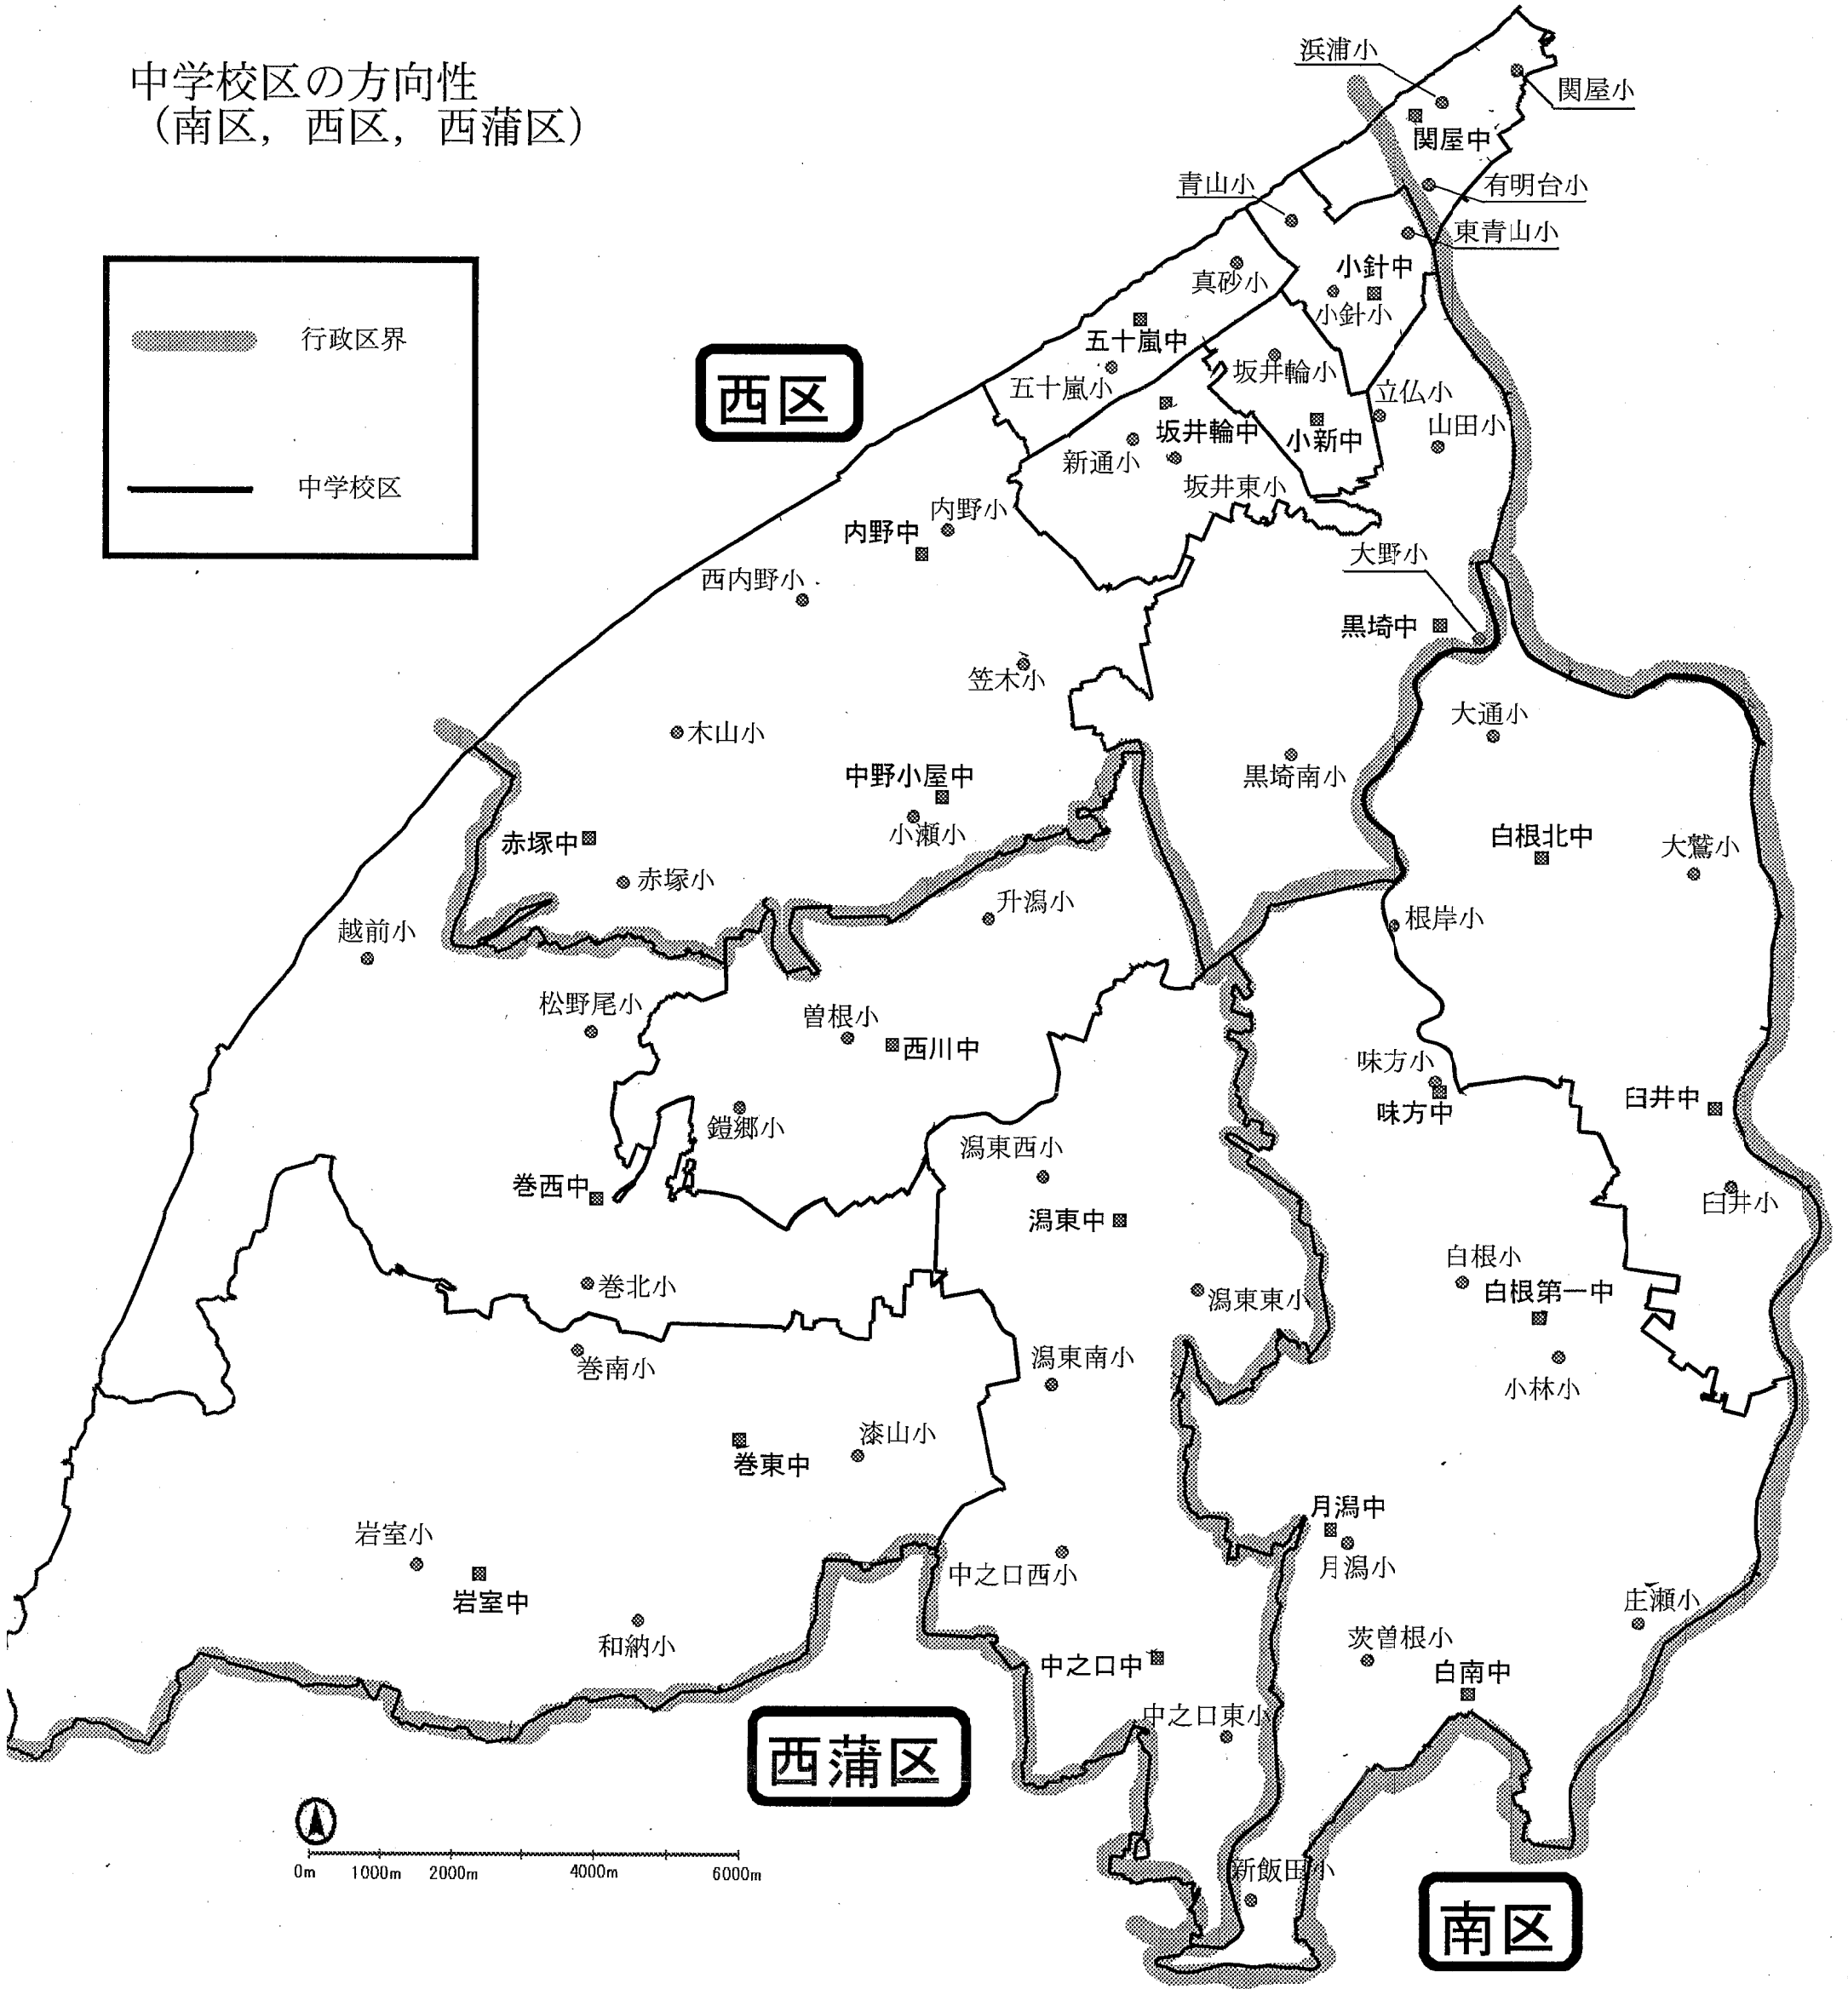 中学校区の方向性
（南区，西区，西蒲区）
行政区界
中学校区
浜浦小
関屋小
関屋中
青山小
有明台小
東青山小
小針中
真砂小
小針小
五十嵐中
坂井輪小
五十嵐小
立仏小
西区
坂井輪中
小新中
山田小
新通小
坂井東小
内野小
内野中
大野小
西内野小
黒埼中
笠木小
大通小
木山小
中野小屋中
黒埼南小
小瀬小
赤塚中
白根北中
大鷲小
赤塚小
升潟小
根岸小
越前小
松野尾小
曽根小
西川中
味方小
味方中
臼井中
鎧郷小
潟東西小
巻西中
臼井小
潟東中
白根小
巻北小
潟東東小
白根第一中
巻南小
潟東南小
小林小
漆山小
巻東中
月潟中
岩室小
月潟小
中之口西小
岩室中
庄瀬小
和納小
茨曽根小
中之口中
白南中
中之口東小
西蒲区
0m 1000m 2000m 4000m 6000m
新飯田小
南区